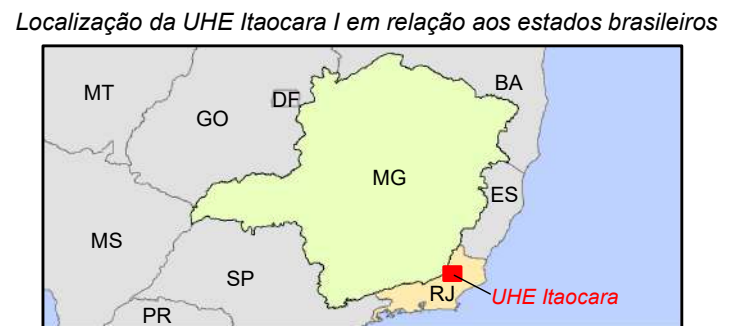 Localização da UHE Itaocara I em relação aos estados brasileiros
MT
BA
DF
GO
MG
ES
MS
SP
RJ
UHE Itaocara
PR